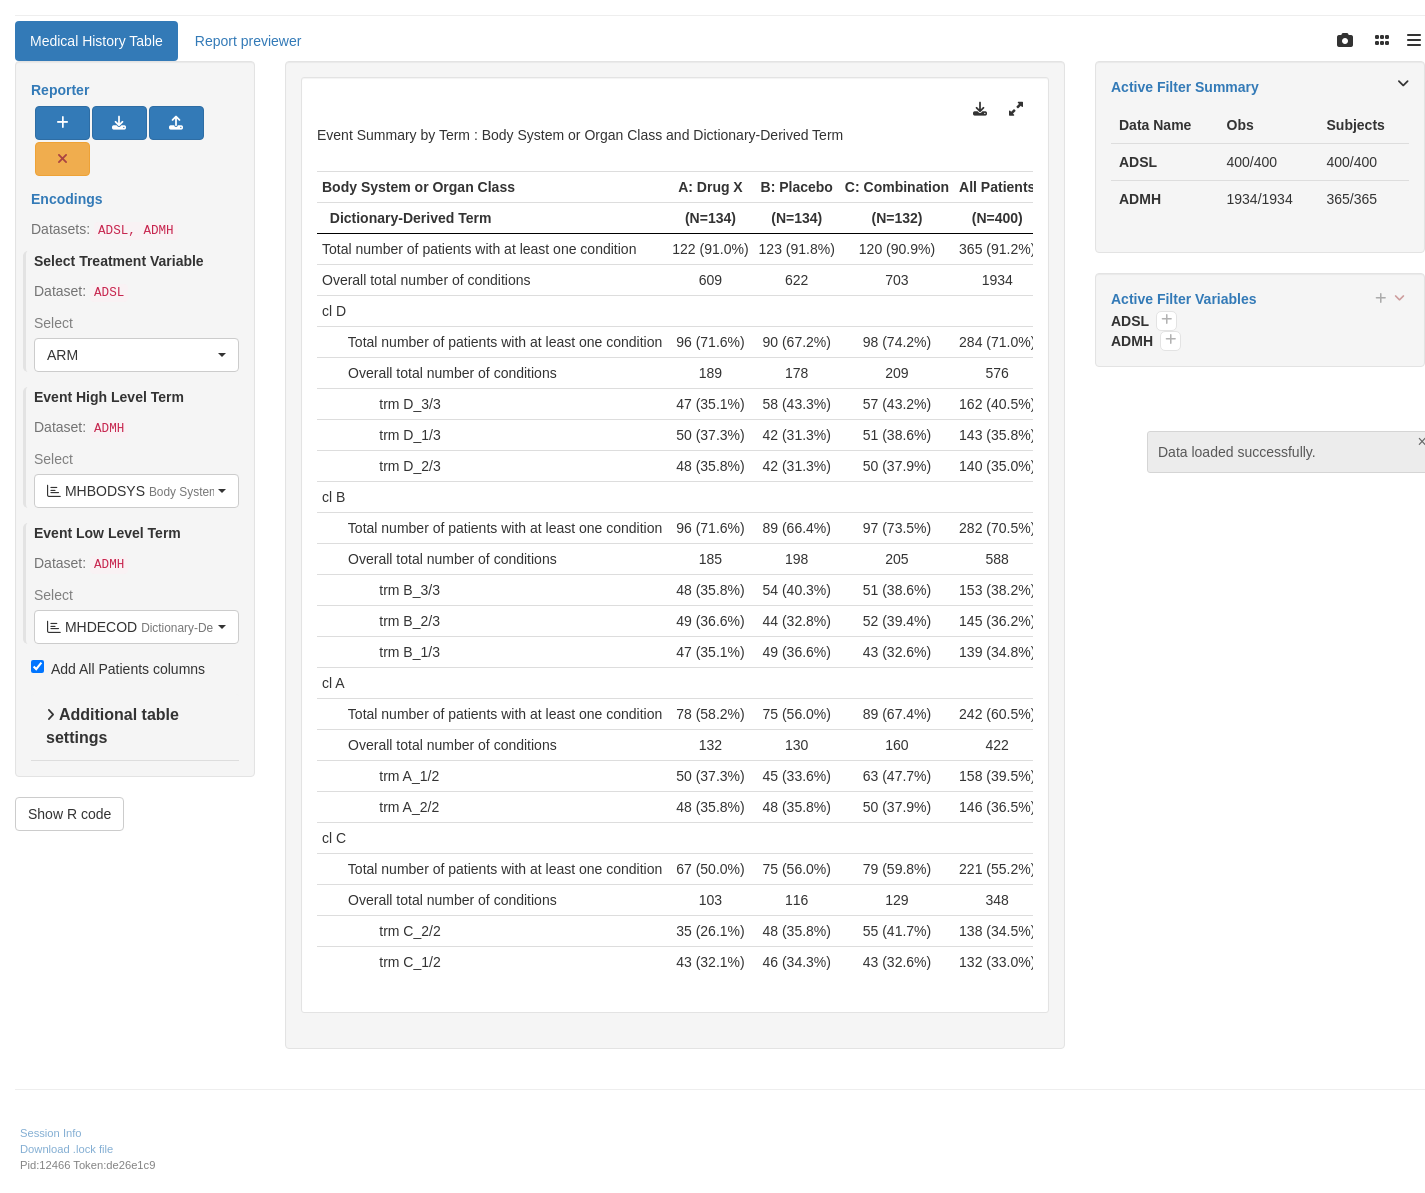 Medical History Table
Report previewer
Reporter
Encodings
Datasets: ADSL, ADMH
Select Treatment Variable
Dataset: ADSL
Select
ARM
Event High Level Term
Dataset: ADMH
Select
MHBODSYS Body System
Event Low Level Term
Dataset: ADMH
Select
MHDECOD Dictionary-De
Add All Patients columns
Additional table
settings
Show R code
Event Summary by Term : Body System or Organ Class and Dictionary-Derived Term
Body System or Organ Class A: Drug X B: Placebo C: Combination All Patients
Dictionary-Derived Term (N=134) (N=134) (N=132) (N=400)
Total number of patients with at least one condition 122 (91.0%) 123 (91.8%) 120 (90.9%) 365 (91.2%)
Overall total number of conditions 609 622 703 1934
cl D
Total number of patients with at least one condition 96 (71.6%) 90 (67.2%) 98 (74.2%) 284 (71.0%)
Overall total number of conditions 189 178 209 576
trm D_3/3 47 (35.1%) 58 (43.3%) 57 (43.2%) 162 (40.5%)
trm D_1/3 50 (37.3%) 42 (31.3%) 51 (38.6%) 143 (35.8%)
trm D_2/3 48 (35.8%) 42 (31.3%) 50 (37.9%) 140 (35.0%)
cl B
Total number of patients with at least one condition 96 (71.6%) 89 (66.4%) 97 (73.5%) 282 (70.5%)
Overall total number of conditions 185 198 205 588
trm B_3/3 48 (35.8%) 54 (40.3%) 51 (38.6%) 153 (38.2%)
trm B_2/3 49 (36.6%) 44 (32.8%) 52 (39.4%) 145 (36.2%)
trm B_1/3 47 (35.1%) 49 (36.6%) 43 (32.6%) 139 (34.8%)
cl A
Total number of patients with at least one condition 78 (58.2%) 75 (56.0%) 89 (67.4%) 242 (60.5%)
Overall total number of conditions 132 130 160 422
trm A_1/2 50 (37.3%) 45 (33.6%) 63 (47.7%) 158 (39.5%)
trm A_2/2 48 (35.8%) 48 (35.8%) 50 (37.9%) 146 (36.5%)
cl C
Total number of patients with at least one condition 67 (50.0%) 75 (56.0%) 79 (59.8%) 221 (55.2%)
Overall total number of conditions 103 116 129 348
trm C_2/2 35 (26.1%) 48 (35.8%) 55 (41.7%) 138 (34.5%)
trm C_1/2 43 (32.1%) 46 (34.3%) 43 (32.6%) 132 (33.0%)
Active Filter Summary
Data Name Obs Subjects
ADSL 400/400 400/400
ADMH 1934/1934 365/365
Active Filter Variables
ADSL
ADMH
Data loaded successfully.
Session Info
Download .lock file
Pid:12466 Token:de26e1c9